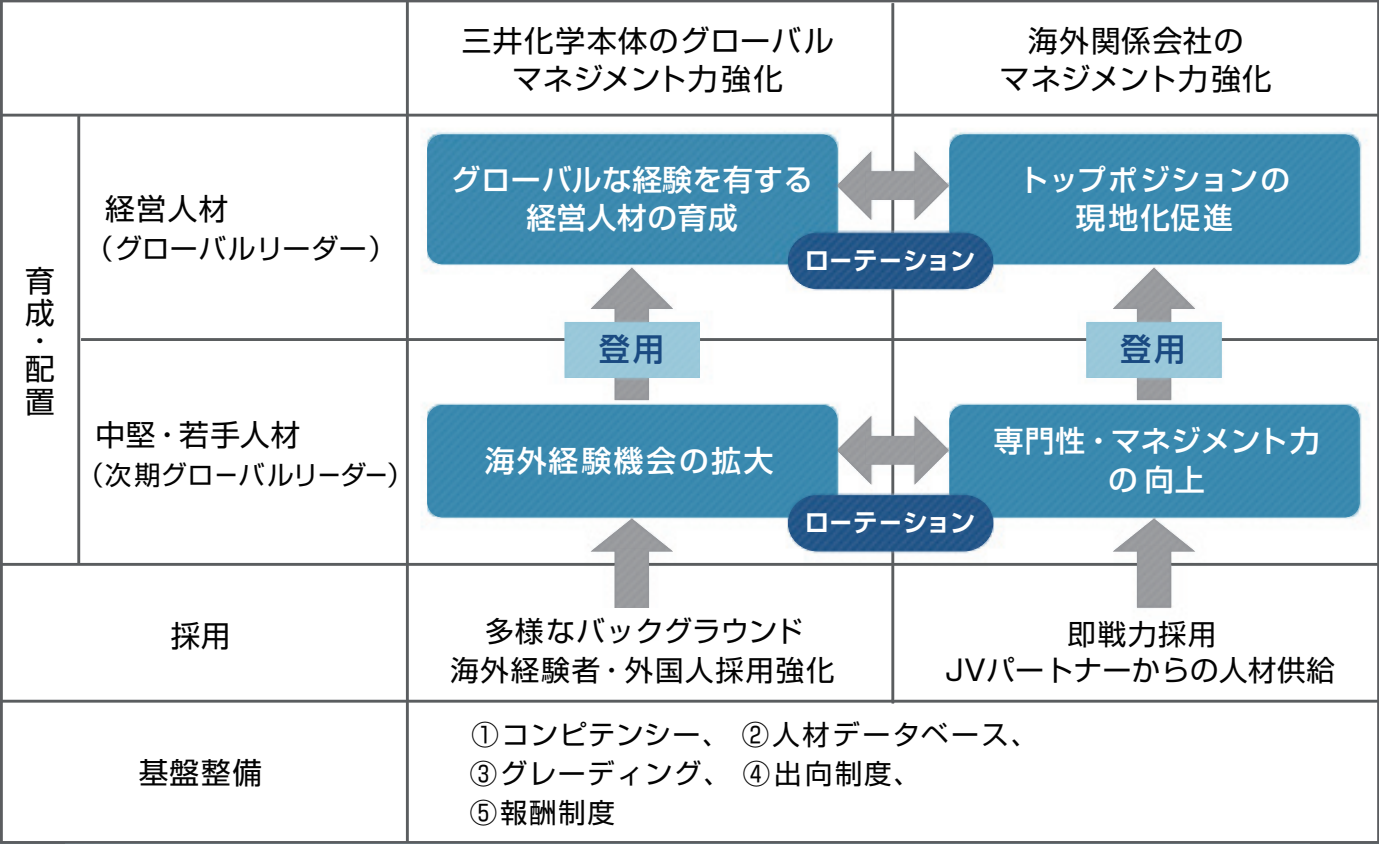 三井化学本体のグローバル
マネジメント力強化
海外関係会社の
マネジメント力強化
育成・配置
経営人材
（グローバルリーダー）
グローバルな経験を有する
経営人材の育成
トップポジションの
現地化促進
ローテーション
登用
登用
中堅・若手人材
（次期グローバルリーダー）
海外経験機会の拡大
専門性・マネジメント力
の 向上
ローテーション
採用
多様なバックグラウンド
海外経験者・外国人採用強化
即戦力採用
JVパートナーからの人材供給
基盤整備
①コンピテンシー、 ②人材データベース、
③グレーディング、 ④出向制度、
⑤報酬制度